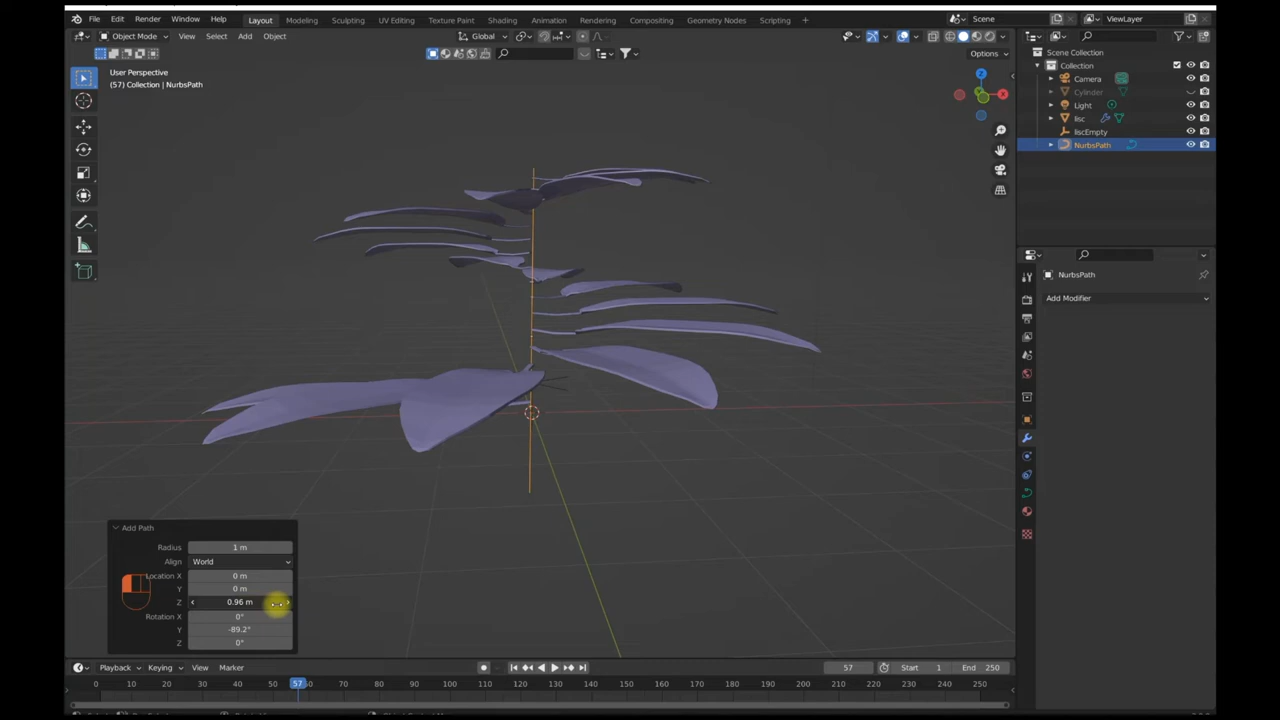 File Edit Render Window Help Layout Modeling Sculpting UV Editing Texture Paint Shading Animation Rendering Compositing Geometry Nodes Scripting + Scene ViewLayer
Object Mode View Select Add Object Global
Options
User Perspective
(57) Collection | NurbsPath
Z
X
Scene Collection
Collection
Camera
Cylinder
Light
lisc
liscEmpty
NurbsPath
NurbsPath
Add Modifier
Add Path
Radius 1 m
Align World
Location X 0 m
Y 0 m
Z 0.96 m
Rotation X 0°
Y -89.2°
Z 0°
Playback Keying View Marker 57 Start 1 End 250
0 10 20 30 40 50 57 60 70 80 90 100 110 120 130 140 150 160 170 180 190 200 210 220 230 240 250